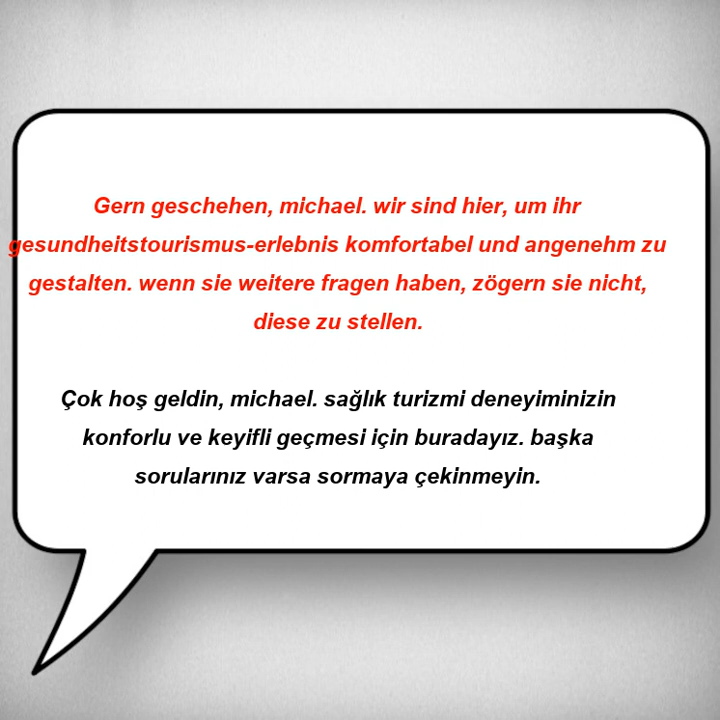 Gern geschehen, michael. wir sind hier, um ihr
gesundheitstourismus-erlebnis komfortabel und angenehm zu
gestalten. wenn sie weitere fragen haben, zögern sie nicht,
diese zu stellen.
Çok hoş geldin, michael. sağlık turizmi deneyiminizin
konforlu ve keyifli geçmesi için buradayız. başka
sorularınız varsa sormaya çekinmeyin.